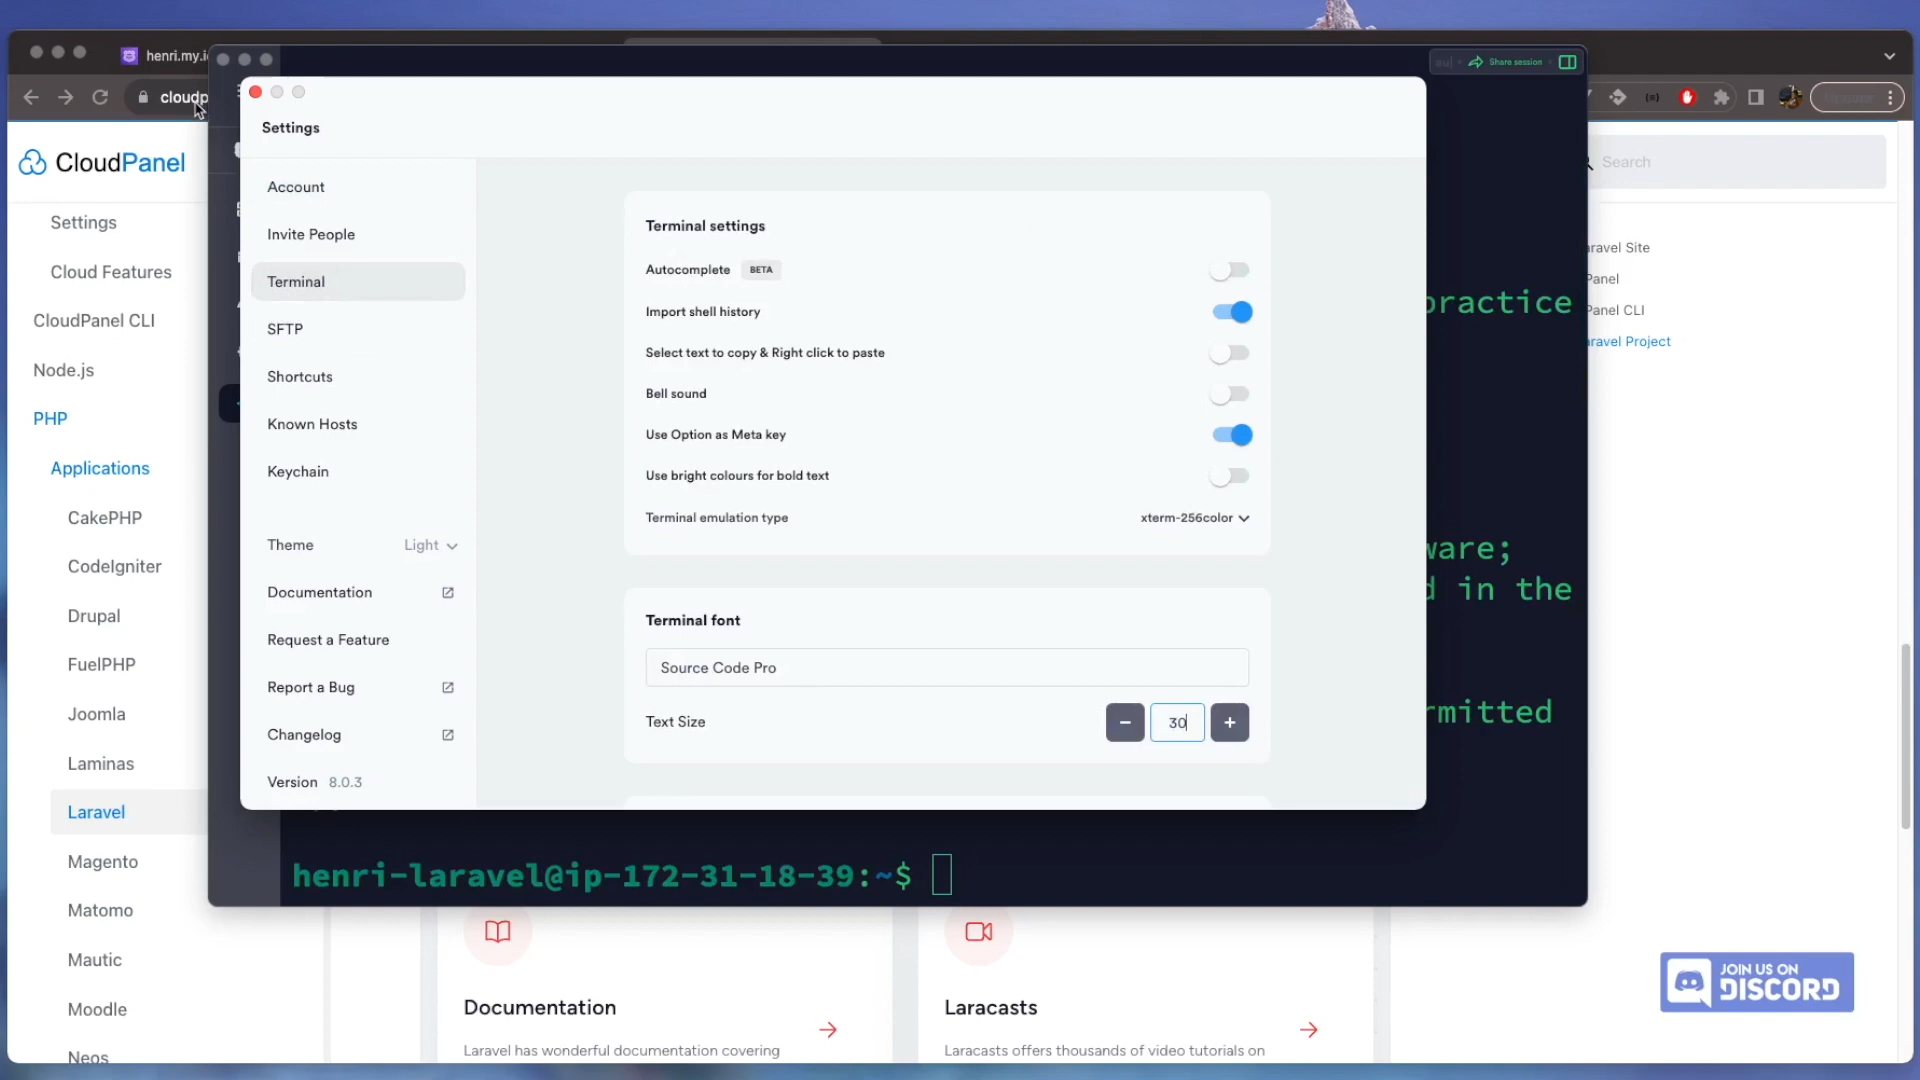 henri.my.i
Share session
cloudp
CloudPanel
Search
Settings
Cloud Features
CloudPanel CLI
Node.js
PHP
Applications
CakePHP
CodeIgniter
Drupal
FuelPHP
Joomla
Laminas
Laravel
Magento
Matomo
Mautic
Moodle
Neos
Settings
Account
Invite People
Terminal
SFTP
Shortcuts
Known Hosts
Keychain
Theme Light
Documentation
Request a Feature
Report a Bug
Changelog
Version 8.0.3
Terminal settings
Autocomplete BETA
Import shell history
Select text to copy & Right click to paste
Bell sound
Use Option as Meta key
Use bright colours for bold text
Terminal emulation type xterm-256color
Terminal font
Source Code Pro
Text Size − 30 +
practice
ware;
d in the
rmitted
henri-laravel@ip-172-31-18-39:~$
ravel Site
Panel
Panel CLI
ravel Project
Documentation
Laravel has wonderful documentation covering
Laracasts
Laracasts offers thousands of video tutorials on
JOIN US ON
DISCORD